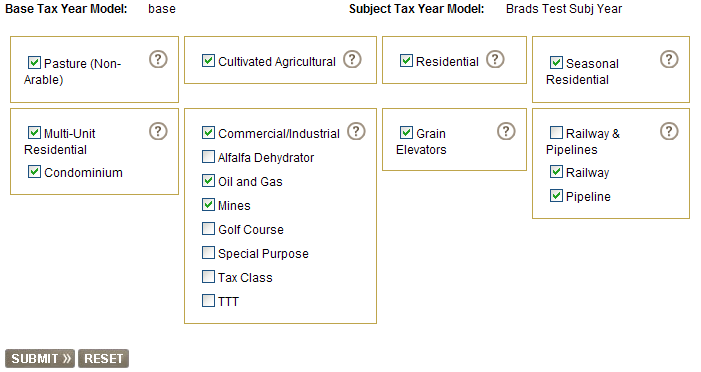 Base Tax Year Model: base Subject Tax Year Model: Brads Test Subj Year
Pasture (Non-
Arable)
?
Cultivated Agricultural ?
Residential ?
Seasonal
Residential
?
Multi-Unit
Residential
?
Condominium
Commercial/Industrial ?
Alfalfa Dehydrator
Oil and Gas
Mines
Golf Course
Special Purpose
Tax Class
TTT
Grain
Elevators
?
Railway &
Pipelines
?
Railway
Pipeline
SUBMIT » RESET